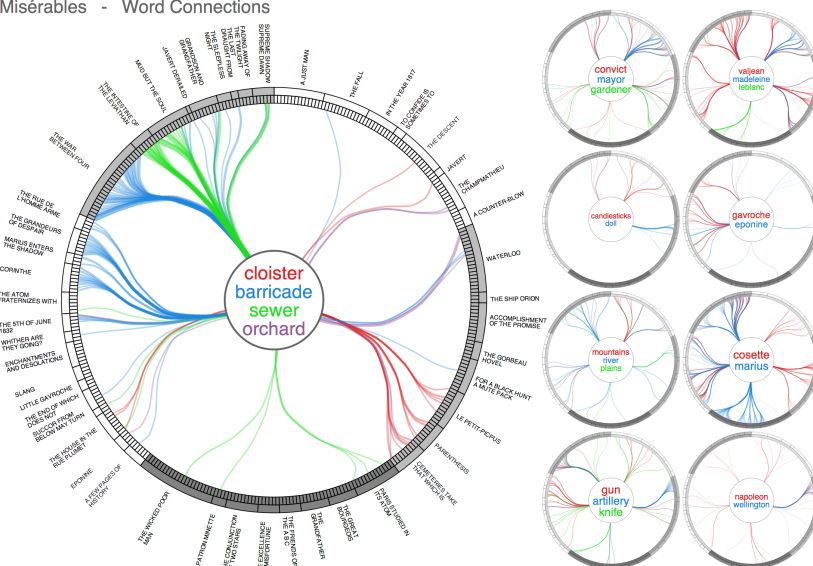 Misérables - Word Connections
SUPREME SHADOW
SUPREME DAWN
FADING AWAY OF
THE TWILIGHT
THE LAST
DRAUGHT FROM
THE SLEEPLESS
NIGHT
GRANDSON AND
GRANDFATHER
JAVERT DERAILED
MUD BUT THE SOUL
THE INTESTINE OF
THE LEVIATHAN
THE WAR
BETWEEN FOUR
THE RUE DE
L'HOMME ARME
THE GRANDEURS
OF DESPAIR
MARIUS ENTERS
THE SHADOW
CORINTHE
THE ATOM
FRATERNIZES WITH
THE 5TH OF JUNE
1832
WHITHER ARE
THEY GOING?
ENCHANTMENTS
AND DESOLATIONS
SLANG
LITTLE GAVROCHE
THE END OF WHICH
DOES NOT
SUCCOR FROM
BELOW MAY TURN
THE HOUSE IN THE
RUE PLUMET
EPONINE
A FEW PAGES OF
HISTORY
THE WICKED POOR
MAN
PATRON MINETTE
THE CONJUNCTION
OF TWO STARS
EXCELLENCE
MISFORTUNE
THE FRIENDS OF
THE A B C
THE
GRANDFATHER
THE GREAT
BOURGEOIS
PARIS STUDIED IN
ITS ATOM
CEMETERIES TAKE
THAT WHICH IS
PARENTHESIS
LE PETIT-PICPUS
FOR A BLACK HUNT
A MUTE PACK
THE GORBEAU
HOVEL
ACCOMPLISHMENT
OF THE PROMISE
THE SHIP ORION
WATERLOO
A COUNTER-BLOW
THE
CHAMPMATHIEU
JAVERT
THE DESCENT
TO CONFIDE IS
SOMETIMES TO
IN THE YEAR 1817
THE FALL
A JUST MAN
cloister
barricade
sewer
orchard
convict
mayor
gardener
valjean
madeleine
leblanc
candlesticks
doll
gavroche
eponine
mountains
river
plains
cosette
marius
gun
artillery
knife
napoleon
wellington